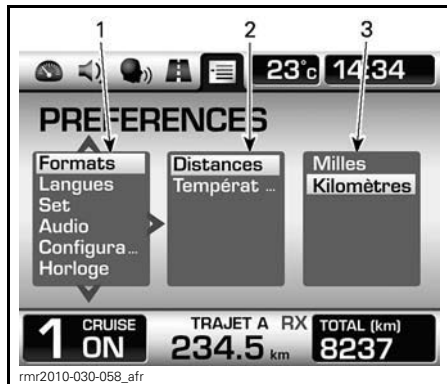 1 2 3
23°c 14:34
PREFERENCES
Formats
Langues
Set
Audio
Configura...
Horloge
Distances
Températ ...
Milles
Kilomètres
1 CRUISE ON
TRAJET A RX
234.5 km
TOTAL (km)
8237
rmr2010-030-058_afr